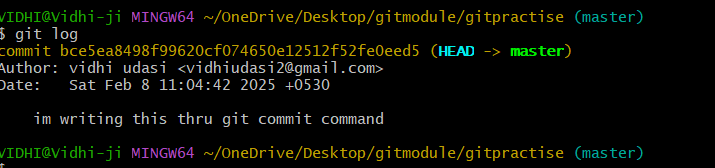 VIDHI@Vidhi-ji MINGW64 ~/OneDrive/Desktop/gitmodule/gitpractise (master)
$ git log
commit bce5ea8498f99620cf074650e12512f52fe0eed5 (HEAD -> master)
Author: vidhi udasi <vidhiudasi2@gmail.com>
Date:   Sat Feb 8 11:04:42 2025 +0530
    im writing this thru git commit command
VIDHI@Vidhi-ji MINGW64 ~/OneDrive/Desktop/gitmodule/gitpractise (master)